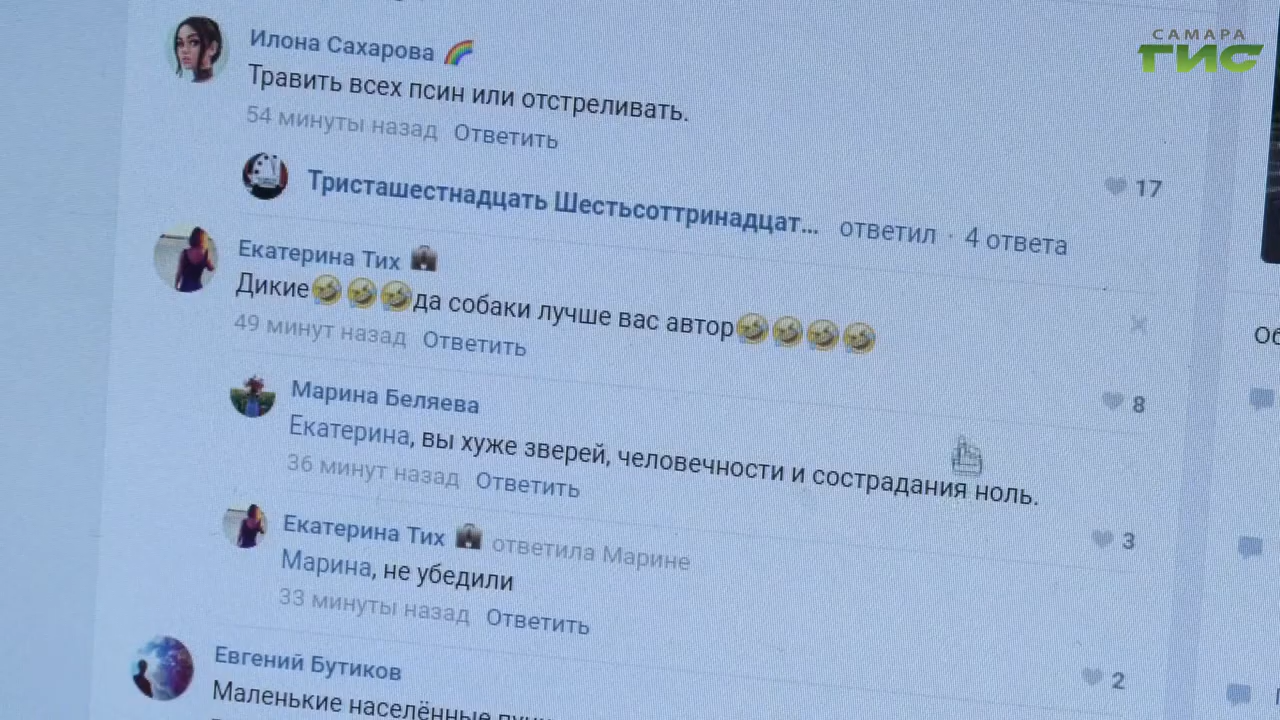 САМАРА
ГИС
Илона Сахарова
Травить всех псин или отстреливать.
54 минуты назад Ответить
17
Тристашестнадцать Шестьсоттринадцат... ответил · 4 ответа
Екатерина Тих
Дикие🤣🤣🤣да собаки лучше вас автор🤣🤣🤣🤣
49 минут назад Ответить
8
Марина Беляева
Екатерина, вы хуже зверей, человечности и сострадания ноль.
36 минут назад Ответить
3
Екатерина Тих ответила Марине
Марина, не убедили
33 минуты назад Ответить
2
Евгений Бутиков
Маленькие населённые